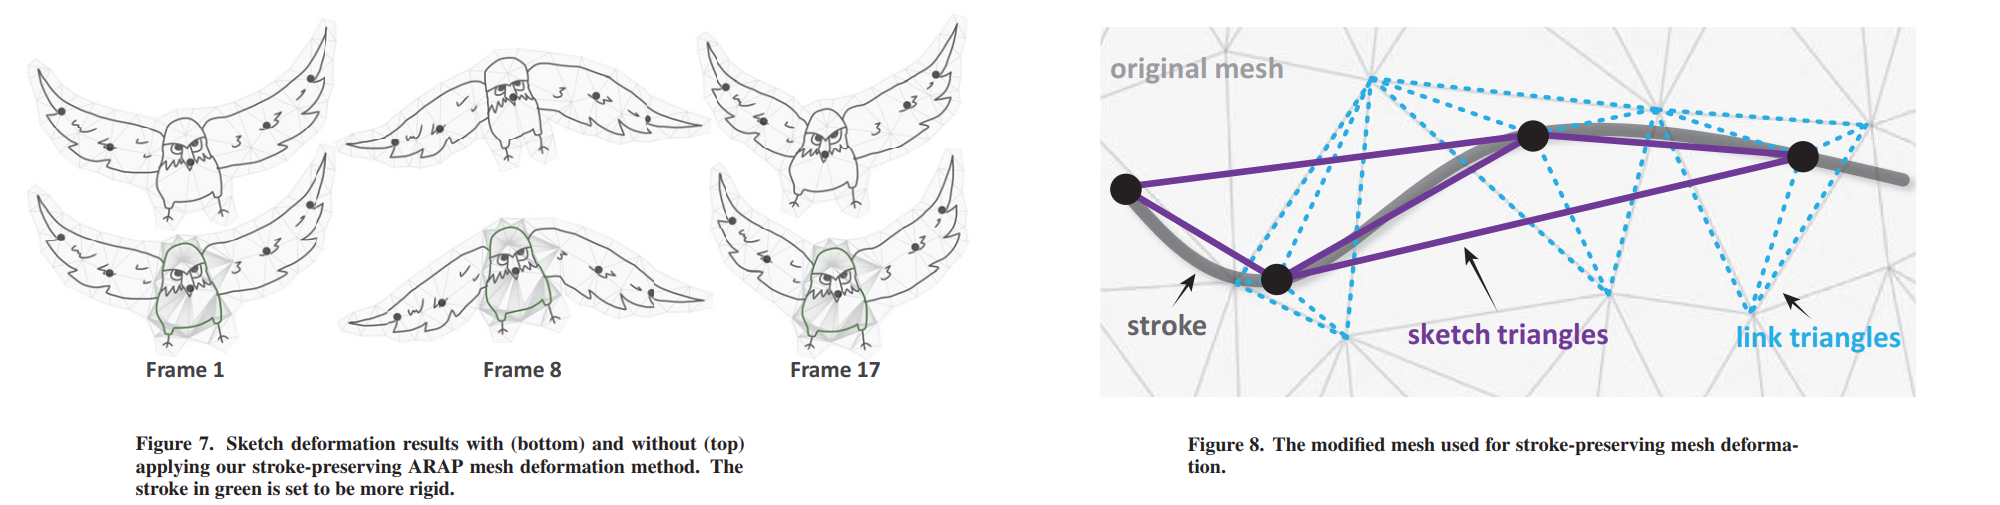 Frame 1
Frame 8
Frame 17
Figure 7. Sketch deformation results with (bottom) and without (top)
applying our stroke-preserving ARAP mesh deformation method. The
stroke in green is set to be more rigid.
original mesh
stroke
sketch triangles
link triangles
Figure 8. The modified mesh used for stroke-preserving mesh deforma-
tion.